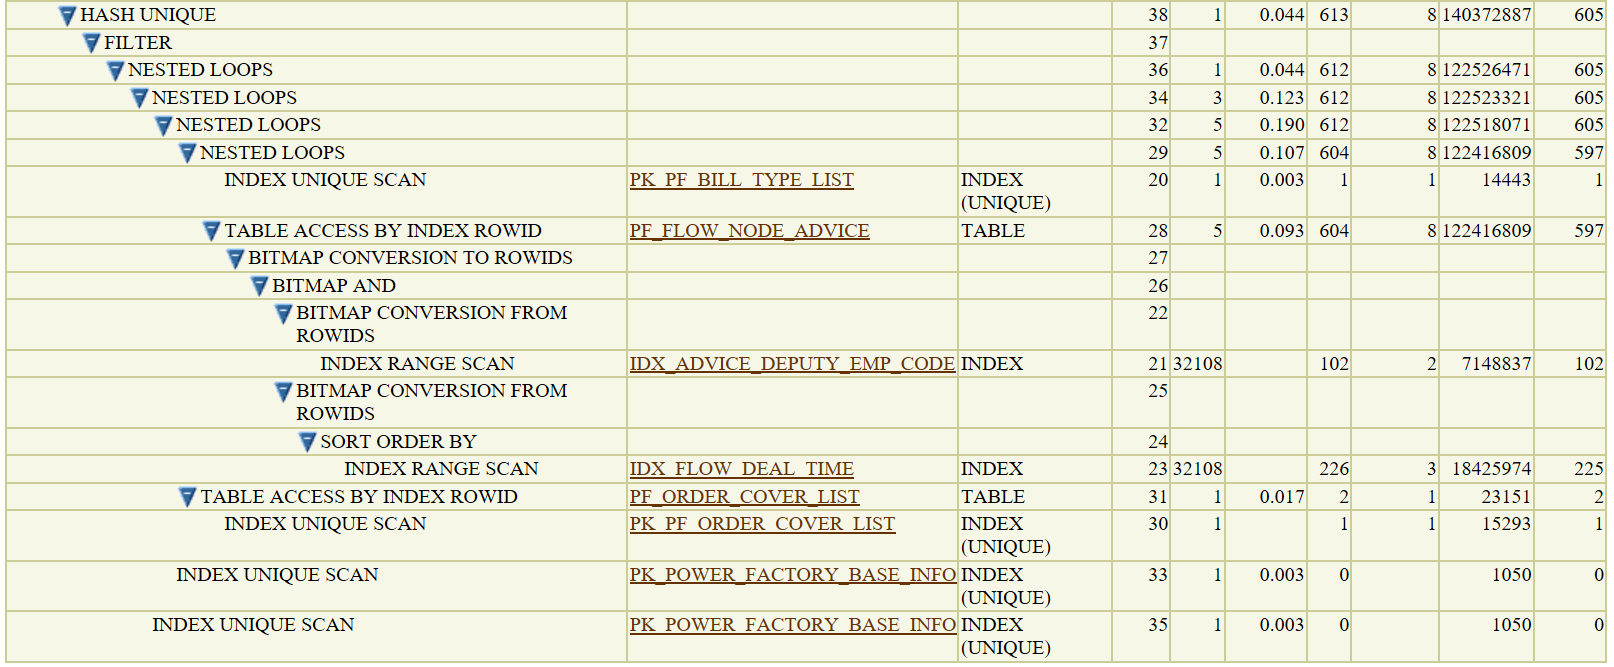 HASH UNIQUE 38 1 0.044 613 8 140372887 605
FILTER 37
NESTED LOOPS 36 1 0.044 612 8 122526471 605
NESTED LOOPS 34 3 0.123 612 8 122523321 605
NESTED LOOPS 32 5 0.190 612 8 122518071 605
NESTED LOOPS 29 5 0.107 604 8 122416809 597
INDEX UNIQUE SCAN PK_PF_BILL_TYPE_LIST INDEX 20 1 0.003 1 1 14443 1
(UNIQUE)
TABLE ACCESS BY INDEX ROWID PF_FLOW_NODE_ADVICE TABLE 28 5 0.093 604 8 122416809 597
BITMAP CONVERSION TO ROWIDS 27
BITMAP AND 26
BITMAP CONVERSION FROM 22
ROWIDS
INDEX RANGE SCAN IDX_ADVICE_DEPUTY_EMP_CODE INDEX 21 32108 102 2 7148837 102
BITMAP CONVERSION FROM 25
ROWIDS
SORT ORDER BY 24
INDEX RANGE SCAN IDX_FLOW_DEAL_TIME INDEX 23 32108 226 3 18425974 225
TABLE ACCESS BY INDEX ROWID PF_ORDER_COVER_LIST TABLE 31 1 0.017 2 1 23151 2
INDEX UNIQUE SCAN PK_PF_ORDER_COVER_LIST INDEX 30 1 1 1 15293 1
(UNIQUE)
INDEX UNIQUE SCAN PK_POWER_FACTORY_BASE_INFO INDEX 33 1 0.003 0 1050 0
(UNIQUE)
INDEX UNIQUE SCAN PK_POWER_FACTORY_BASE_INFO INDEX 35 1 0.003 0 1050 0
(UNIQUE)